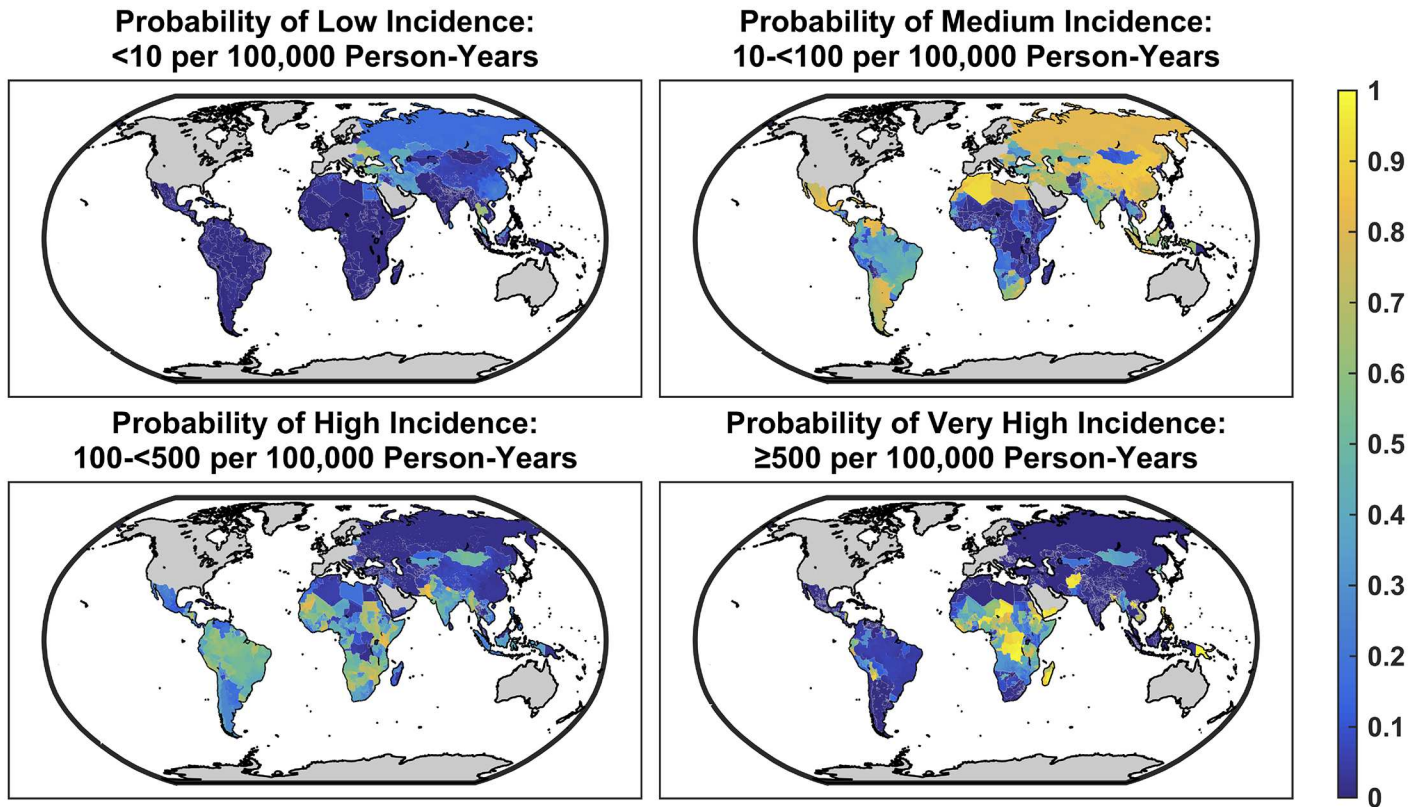 Probability of Low Incidence:
<10 per 100,000 Person-Years
Probability of Medium Incidence:
10-<100 per 100,000 Person-Years
Probability of High Incidence:
100-<500 per 100,000 Person-Years
Probability of Very High Incidence:
≥500 per 100,000 Person-Years
1
0.9
0.8
0.7
0.6
0.5
0.4
0.3
0.2
0.1
0